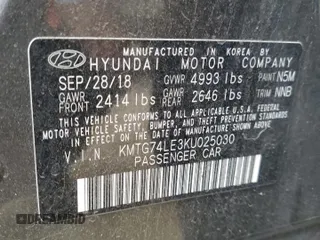 MANUFACTURED IN KOREA BY
HYUNDAI MOTOR COMPANY
SEP/28/18 GVWR 4993 lbs PAINT N5M
GAWR FRT 2414 lbs GAWR RR 2646 lbs TRIM NNB
THIS VEHICLE CONFORMS TO ALL APPLICABLE U.S.A. FEDERAL
MOTOR VEHICLE SAFETY, BUMPER, AND THEFT PREVENTION
STANDARDS IN EFFECT ON THE DATE OF MANUFACTURE SHOWN ABOVE.
V.I.N. KMTG74LE3KU025030
PASSENGER CAR